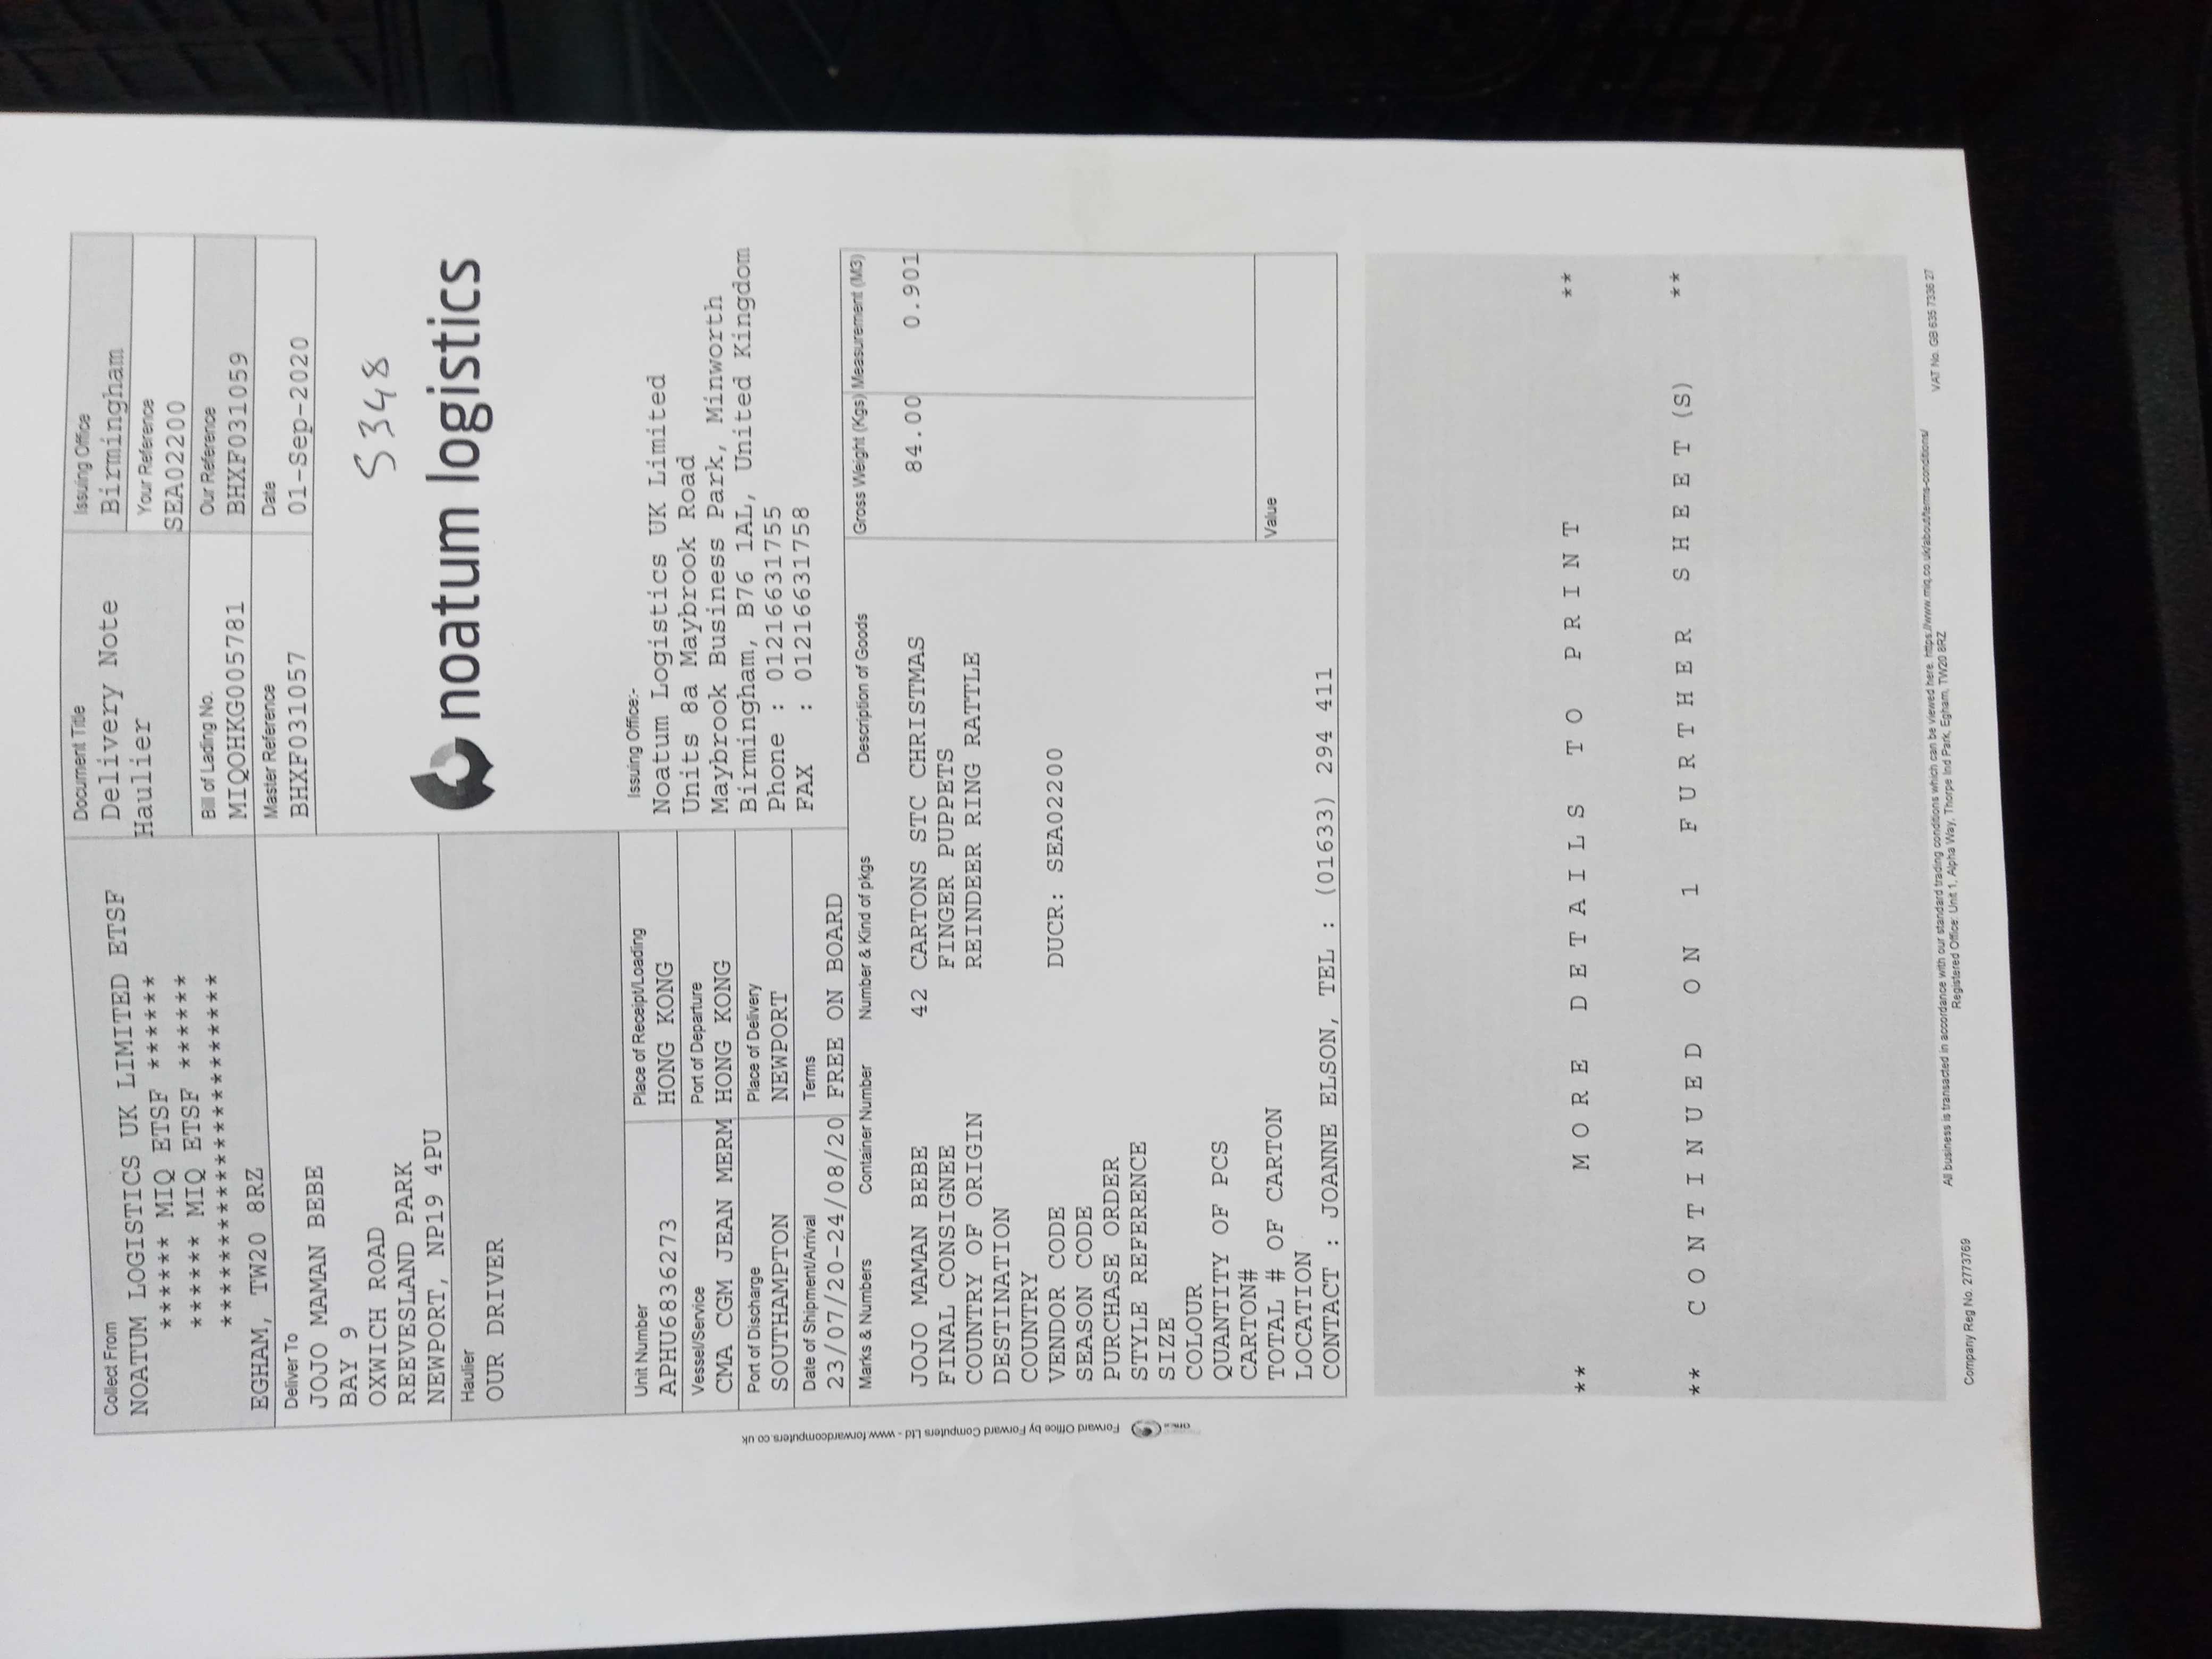 Collect From
NOATUM LOGISTICS UK LIMITED ETSF
****** MIQ ETSF ******
****** MIQ ETSF ******
**************************
EGHAM, TW20 8RZ
Document Title
Delivery Note
Haulier
Issuing Office
Birmingham
Your Reference
SEA02200
Bill of Lading No.
MIQOHKG005781
Our Reference
BHXF031059
Master Reference
BHXF031057
Date
01-Sep-2020
Deliver To
JOJO MAMAN BEBE
BAY 9
OXWICH ROAD
REEVESLAND PARK
NEWPORT, NP19 4PU
5348
noatum logistics
Haulier
OUR DRIVER
Issuing Office:-
Noatum Logistics UK Limited
Units 8a Maybrook Road
Maybrook Business Park, Minworth
Birmingham, B76 1AL, United Kingdom
Phone : 01216631755
FAX : 01216631758
Unit Number
APHU6836273
Place of Receipt/Loading
HONG KONG
Vessel/Service
CMA CGM JEAN MERM
Port of Departure
HONG KONG
Port of Discharge
SOUTHAMPTON
Place of Delivery
NEWPORT
Date of Shipment/Arrival
23/07/20-24/08/20
Terms
FREE ON BOARD
Marks & Numbers Container Number Number & Kind of pkgs Description of Goods Gross Weight (Kgs) Measurement (M3)
JOJO MAMAN BEBE 42 CARTONS STC CHRISTMAS 84.00 0.901
FINAL CONSIGNEE FINGER PUPPETS
COUNTRY OF ORIGIN REINDEER RING RATTLE
DESTINATION
COUNTRY
VENDOR CODE DUCR: SEA02200
SEASON CODE
PURCHASE ORDER
STYLE REFERENCE
SIZE
COLOUR
QUANTITY OF PCS
CARTON#
TOTAL # OF CARTON Value
LOCATION
CONTACT : JOANNE ELSON, TEL : (01633) 294 411
** MORE DETAILS TO PRINT **
** CONTINUED ON 1 FURTHER SHEET(S) **
Forward Office by Forward Computers Ltd - www.forwardcomputers.co.uk
All business is transacted in accordance with our standard trading conditions which can be viewed here. https://www.miq.co.uk/about/terms-conditions/
Company Reg No. 2773769 Registered Office: Unit 1, Alpha Way, Thorpe Ind Park, Egham, TW20 8RZ VAT No. GB 635 7336 27